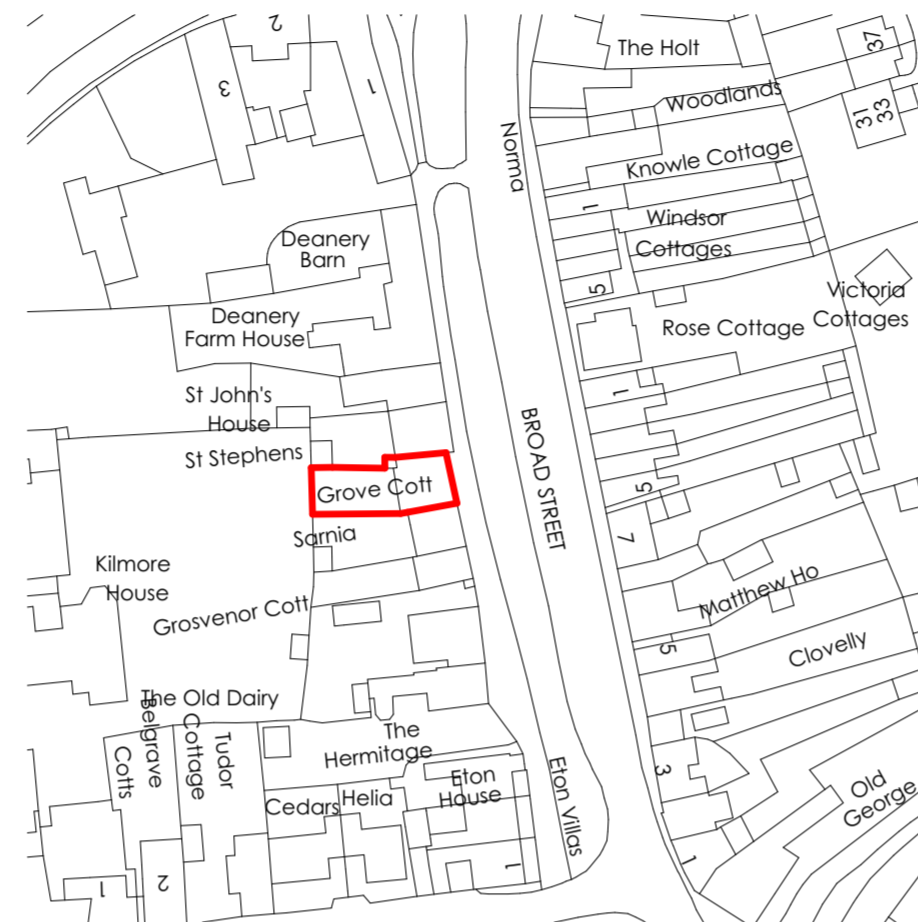 2
The Holt
37
3
1
Woodlands
31
33
Norma
Knowle Cottage
1
Windsor
Cottages
Deanery
Barn
5
Victoria
Cottages
Deanery
Farm House
Rose Cottage
St John's
House
1
BROAD STREET
St Stephens
Grove Cott
5
Sarnia
7
Kilmore
House
Matthew Ho
Grosvenor Cott
5
Clovelly
The Old Dairy
Belgrave
Cotts
Tudor
Cottage
The
Hermitage
Eton
House
Eton Villas
3
Old
George
Cedars
Helia
1
2
1
1